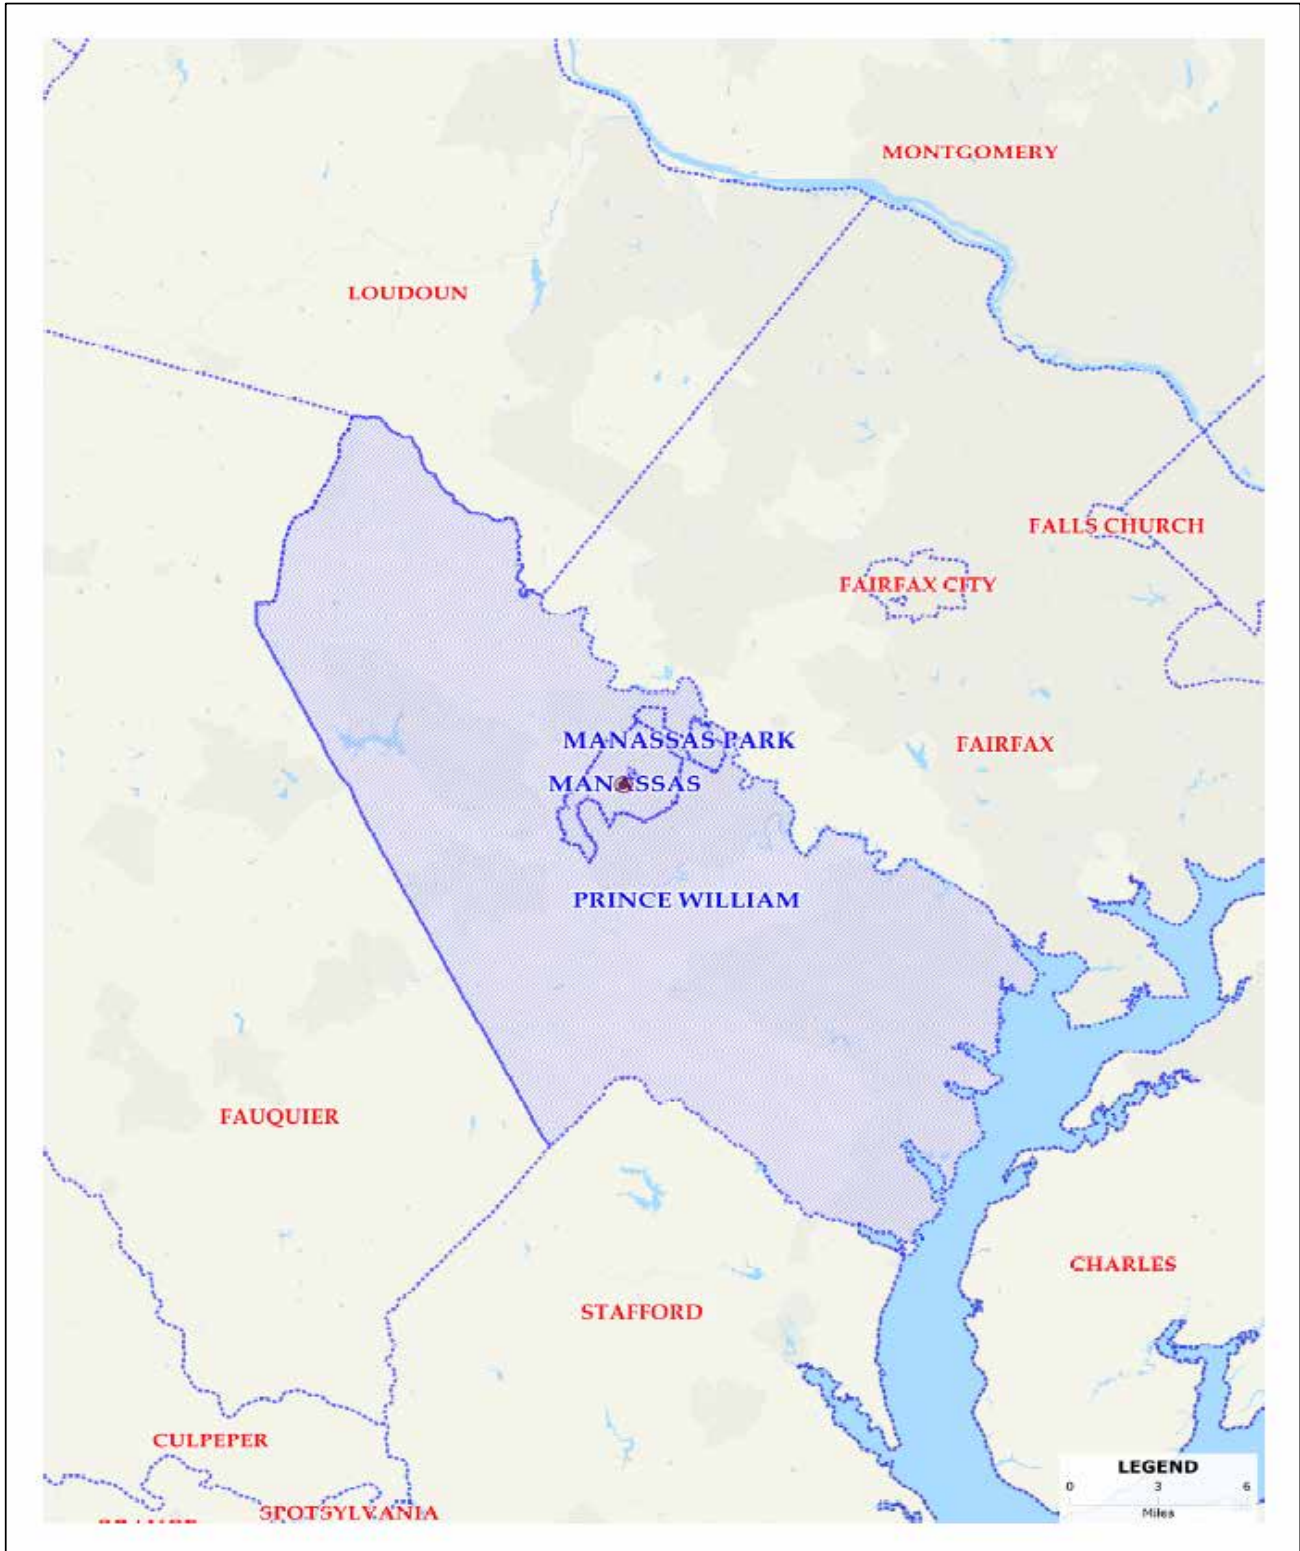 MONTGOMERY
LOUDOUN
FALLS CHURCH
FAIRFAX CITY
MANASSAS PARK
FAIRFAX
MANASSAS
PRINCE WILLIAM
FAUQUIER
CHARLES
STAFFORD
CULPEPER
LEGEND
0 3 6
Miles
SPOTSYLVANIA